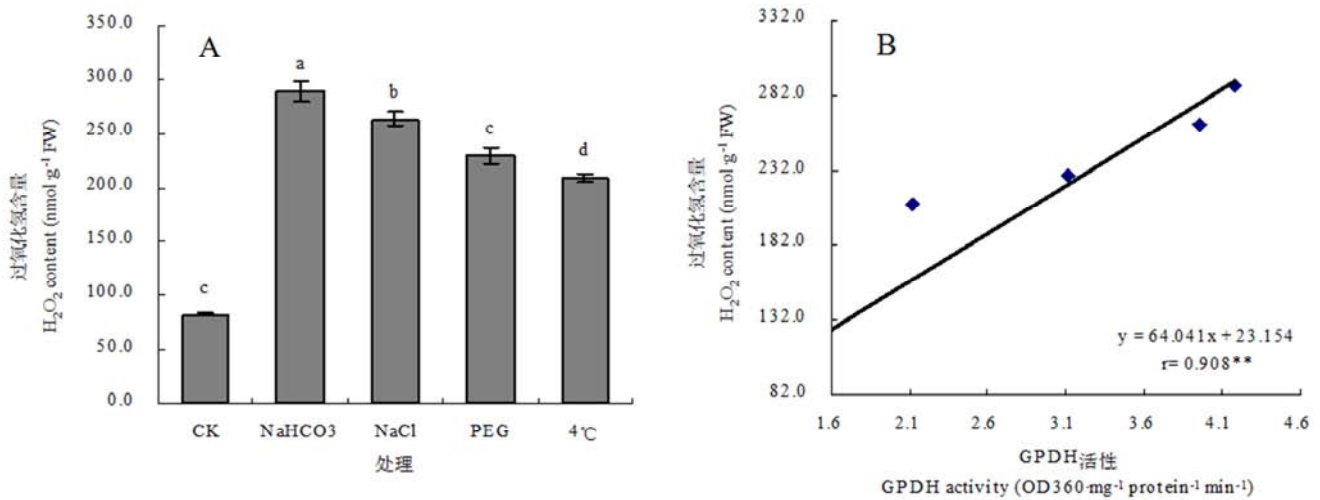 A
350.0
300.0
250.0
200.0
150.0
100.0
50.0
0.0
过氧化氢含量
H₂O₂ content (nmol·g⁻¹ FW)
c
a
b
c
d
CK NaHCO3 NaCl PEG 4℃
处理
B
332.0
282.0
232.0
182.0
132.0
82.0
过氧化氢含量
H₂O₂ content (nmol·g⁻¹ FW)
y = 64.041x + 23.154
r= 0.908**
1.6 2.1 2.6 3.1 3.6 4.1 4.6
GPDH活性
GPDH activity (OD360·mg⁻¹ protein⁻¹ min⁻¹)